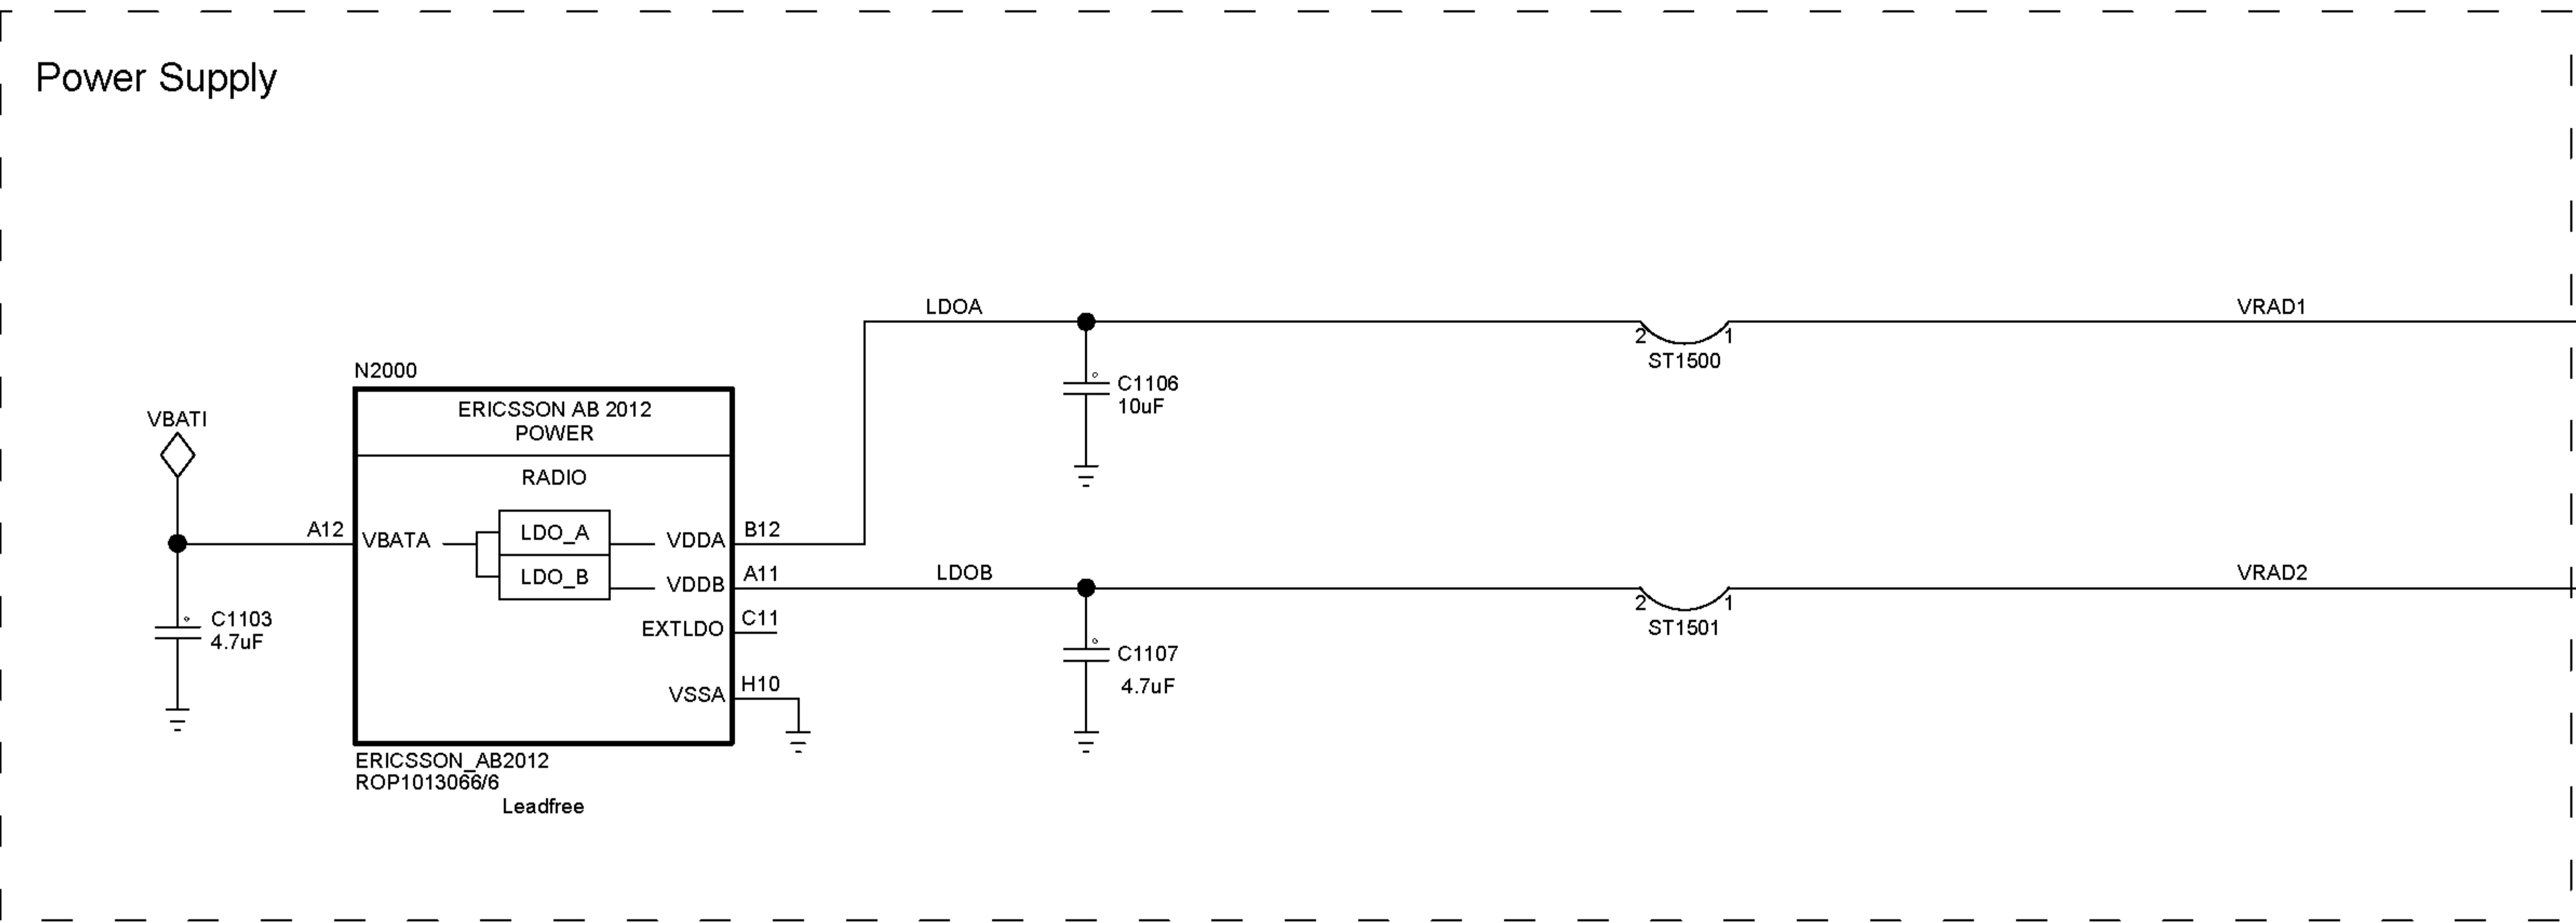 Power Supply
LDOA
VRAD1
2
1
ST1500
N2000
C1106
10uF
ERICSSON AB 2012
POWER
VBATI
RADIO
A12
VBATA
LDO_A
VDDA
B12
LDO_B
VDDB
A11
LDOB
VRAD2
2
1
ST1501
EXTLDO
C11
C1103
4.7uF
C1107
4.7uF
VSSA
H10
ERICSSON_AB2012
ROP1013066/6
Leadfree